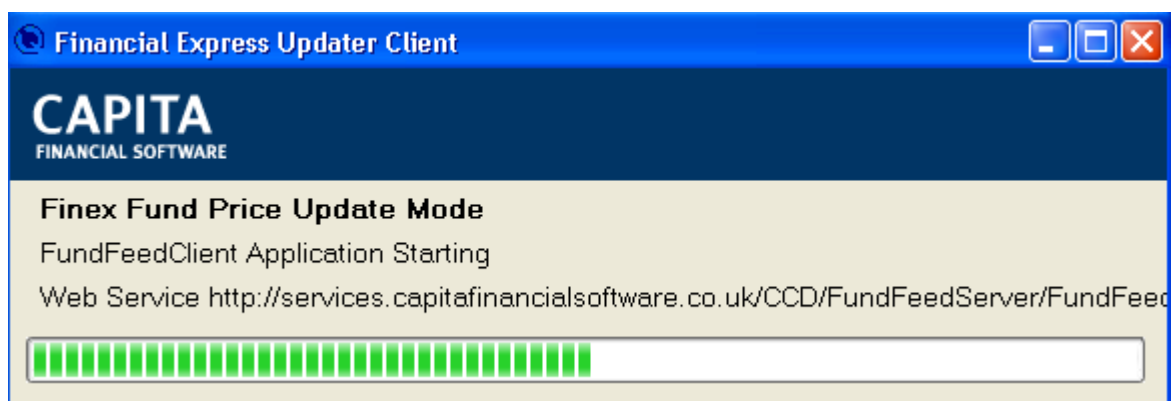 Financial Express Updater Client
CAPITA
FINANCIAL SOFTWARE
Finex Fund Price Update Mode
FundFeedClient Application Starting
Web Service http://services.capitafinancialsoftware.co.uk/CCD/FundFeedServer/FundFeed